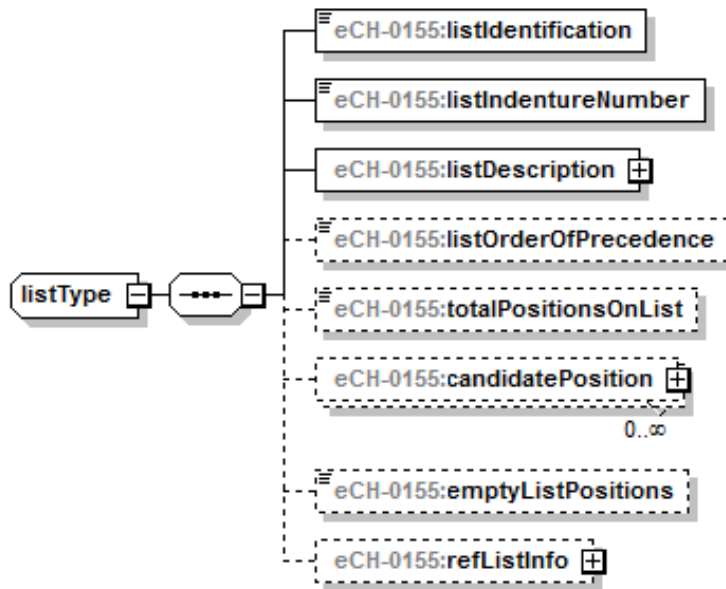 eCH-0155:listIdentification
eCH-0155:listIndentureNumber
eCH-0155:listDescription
eCH-0155:listOrderOfPrecedence
listType
eCH-0155:totalPositionsOnList
eCH-0155:candidatePosition
0..∞
eCH-0155:emptyListPositions
eCH-0155:refListInfo